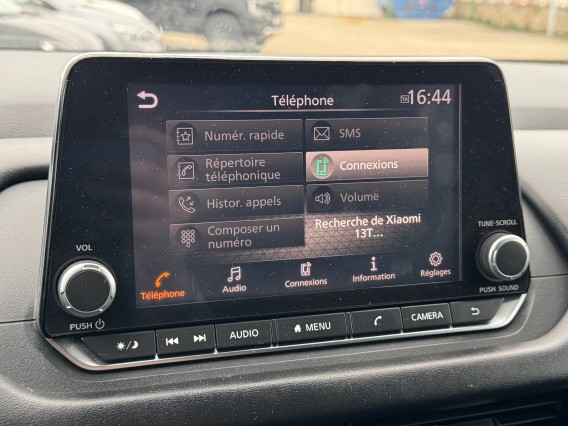 Téléphone
TA 16:44
Numér. rapide
SMS
Répertoire
téléphonique
Connexions
Histor. appels
Volume
Composer un
numéro
Recherche de Xiaomi
13T...
Téléphone
Audio
Connexions
Information
Réglages
VOL
PUSH
TUNE-SCROLL
PUSH SOUND
AUDIO
MENU
CAMERA